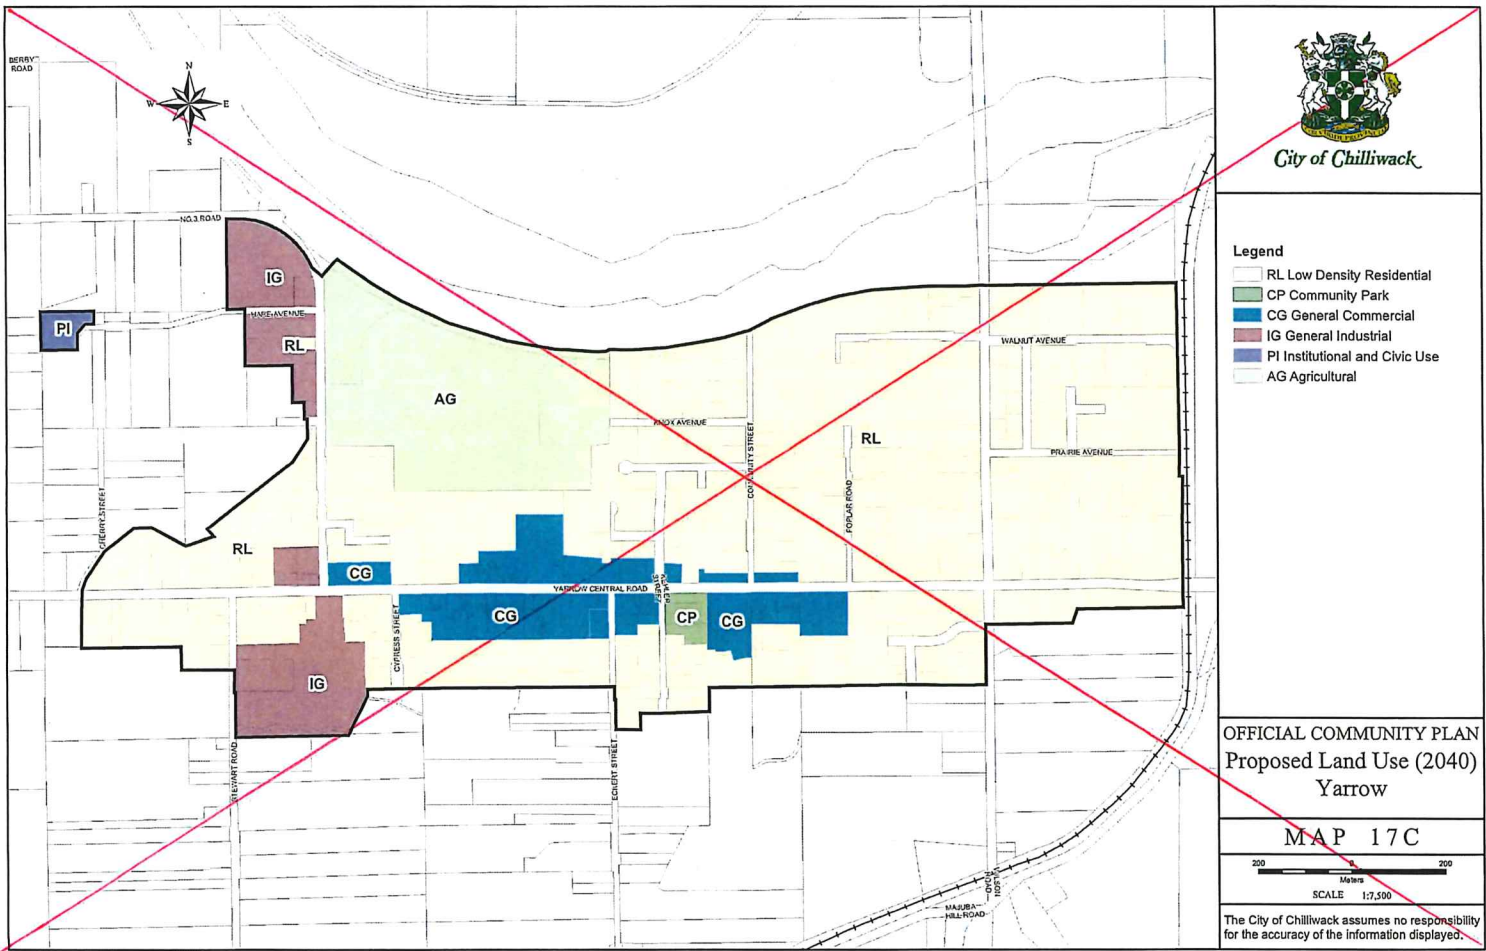 DERBY
ROAD
N
W
E
S
NO.3 ROAD
IG
HARE AVENUE
PI
RL
AG
WALNUT AVENUE
KNOX AVENUE
RL
COMMUNITY STREET
PRAIRIE AVENUE
POPLAR ROAD
CHERRY STREET
RL
CG
YARROW CENTRAL ROAD
CG
CP
CG
CYPRESS STREET
IG
STEWART ROAD
ECKERT STREET
WILSON
ROAD
MAJUBA
HILL ROAD
City of Chilliwack
Legend
RL Low Density Residential
CP Community Park
CG General Commercial
IG General Industrial
PI Institutional and Civic Use
AG Agricultural
OFFICIAL COMMUNITY PLAN
Proposed Land Use (2040)
Yarrow
MAP 17C
200 0 200
Meters
SCALE 1:7,500
The City of Chilliwack assumes no responsibility
for the accuracy of the information displayed.